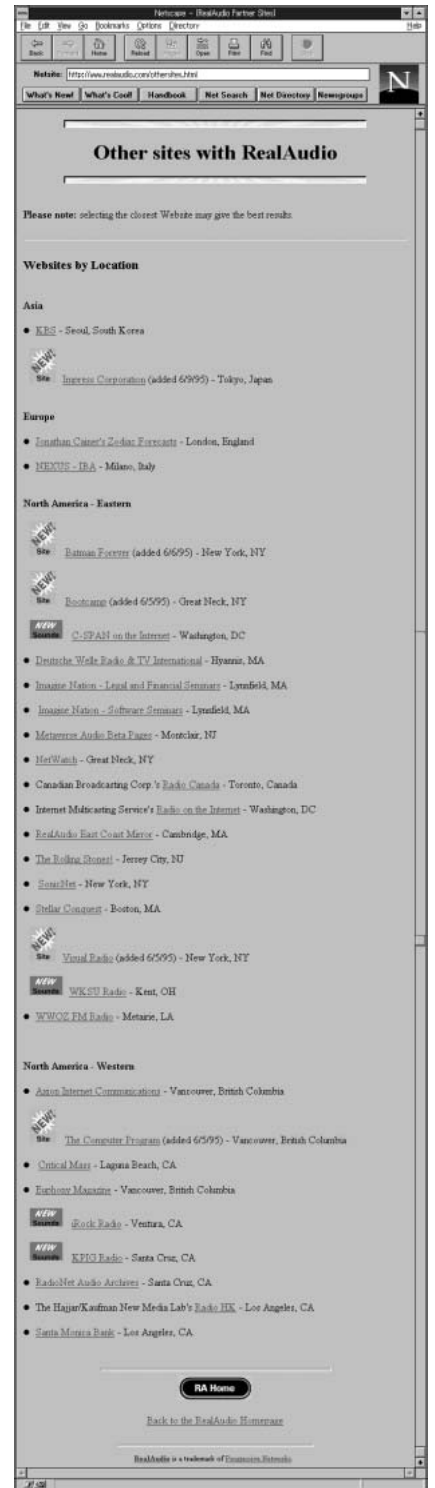 Netscape - [RealAudio Partner Sites]
File Edit View Go Bookmarks Options Directory Help
Back Home Reload Open Print Find
Netsite: http://www.realaudio.com/othersites.html
N
What's New! What's Cool! Handbook Net Search Net Directory Newsgroups
Other sites with RealAudio
Please note: selecting the closest Website may give the best results.
Websites by Location
Asia
KBS - Seoul, South Korea
NEW! Site Impress Corporation (added 6/9/95) - Tokyo, Japan
Europe
Jonathan Cainer's Zodiac Forecasts - London, England
NEXUS - IBA - Milano, Italy
North America - Eastern
NEW! Site Batman Forever (added 6/6/95) - New York, NY
NEW! Site Bootcamp (added 6/5/95) - Great Neck, NY
NEW Sounds C-SPAN on the Internet - Washington, DC
Deutsche Welle Radio & TV International - Hyannis, MA
Imagine Nation - Legal and Financial Seminars - Lynnfield, MA
Imagine Nation - Software Seminars - Lynnfield, MA
Metaverse Audio Beta Pages - Montclair, NJ
NetWatch - Great Neck, NY
Canadian Broadcasting Corp.'s Radio Canada - Toronto, Canada
Internet Multicasting Service's Radio on the Internet - Washington, DC
RealAudio East Coast Mirror - Cambridge, MA
The Rolling Stones! - Jersey City, NJ
SonicNet - New York, NY
Stellar Conquest - Boston, MA
NEW! Site Visual Radio (added 6/5/95) - New York, NY
NEW Sounds WKSU Radio - Kent, OH
WWOZ FM Radio - Metairie, LA
North America - Western
Axion Internet Communications - Vancouver, British Columbia
NEW! Site The Computer Program (added 6/5/95) - Vancouver, British Columbia
Critical Mass - Laguna Beach, CA
Euphony Magazine - Vancouver, British Columbia
NEW Sounds iRock Radio - Ventura, CA
NEW Sounds KPIG Radio - Santa Cruz, CA
RadioNet Audio Archives - Santa Cruz, CA
The Hajjar/Kaufman New Media Lab's Radio HK - Los Angeles, CA
Santa Monica Bank - Los Angeles, CA
RA Home
Back to the RealAudio Homepage
RealAudio is a trademark of Progressive Networks